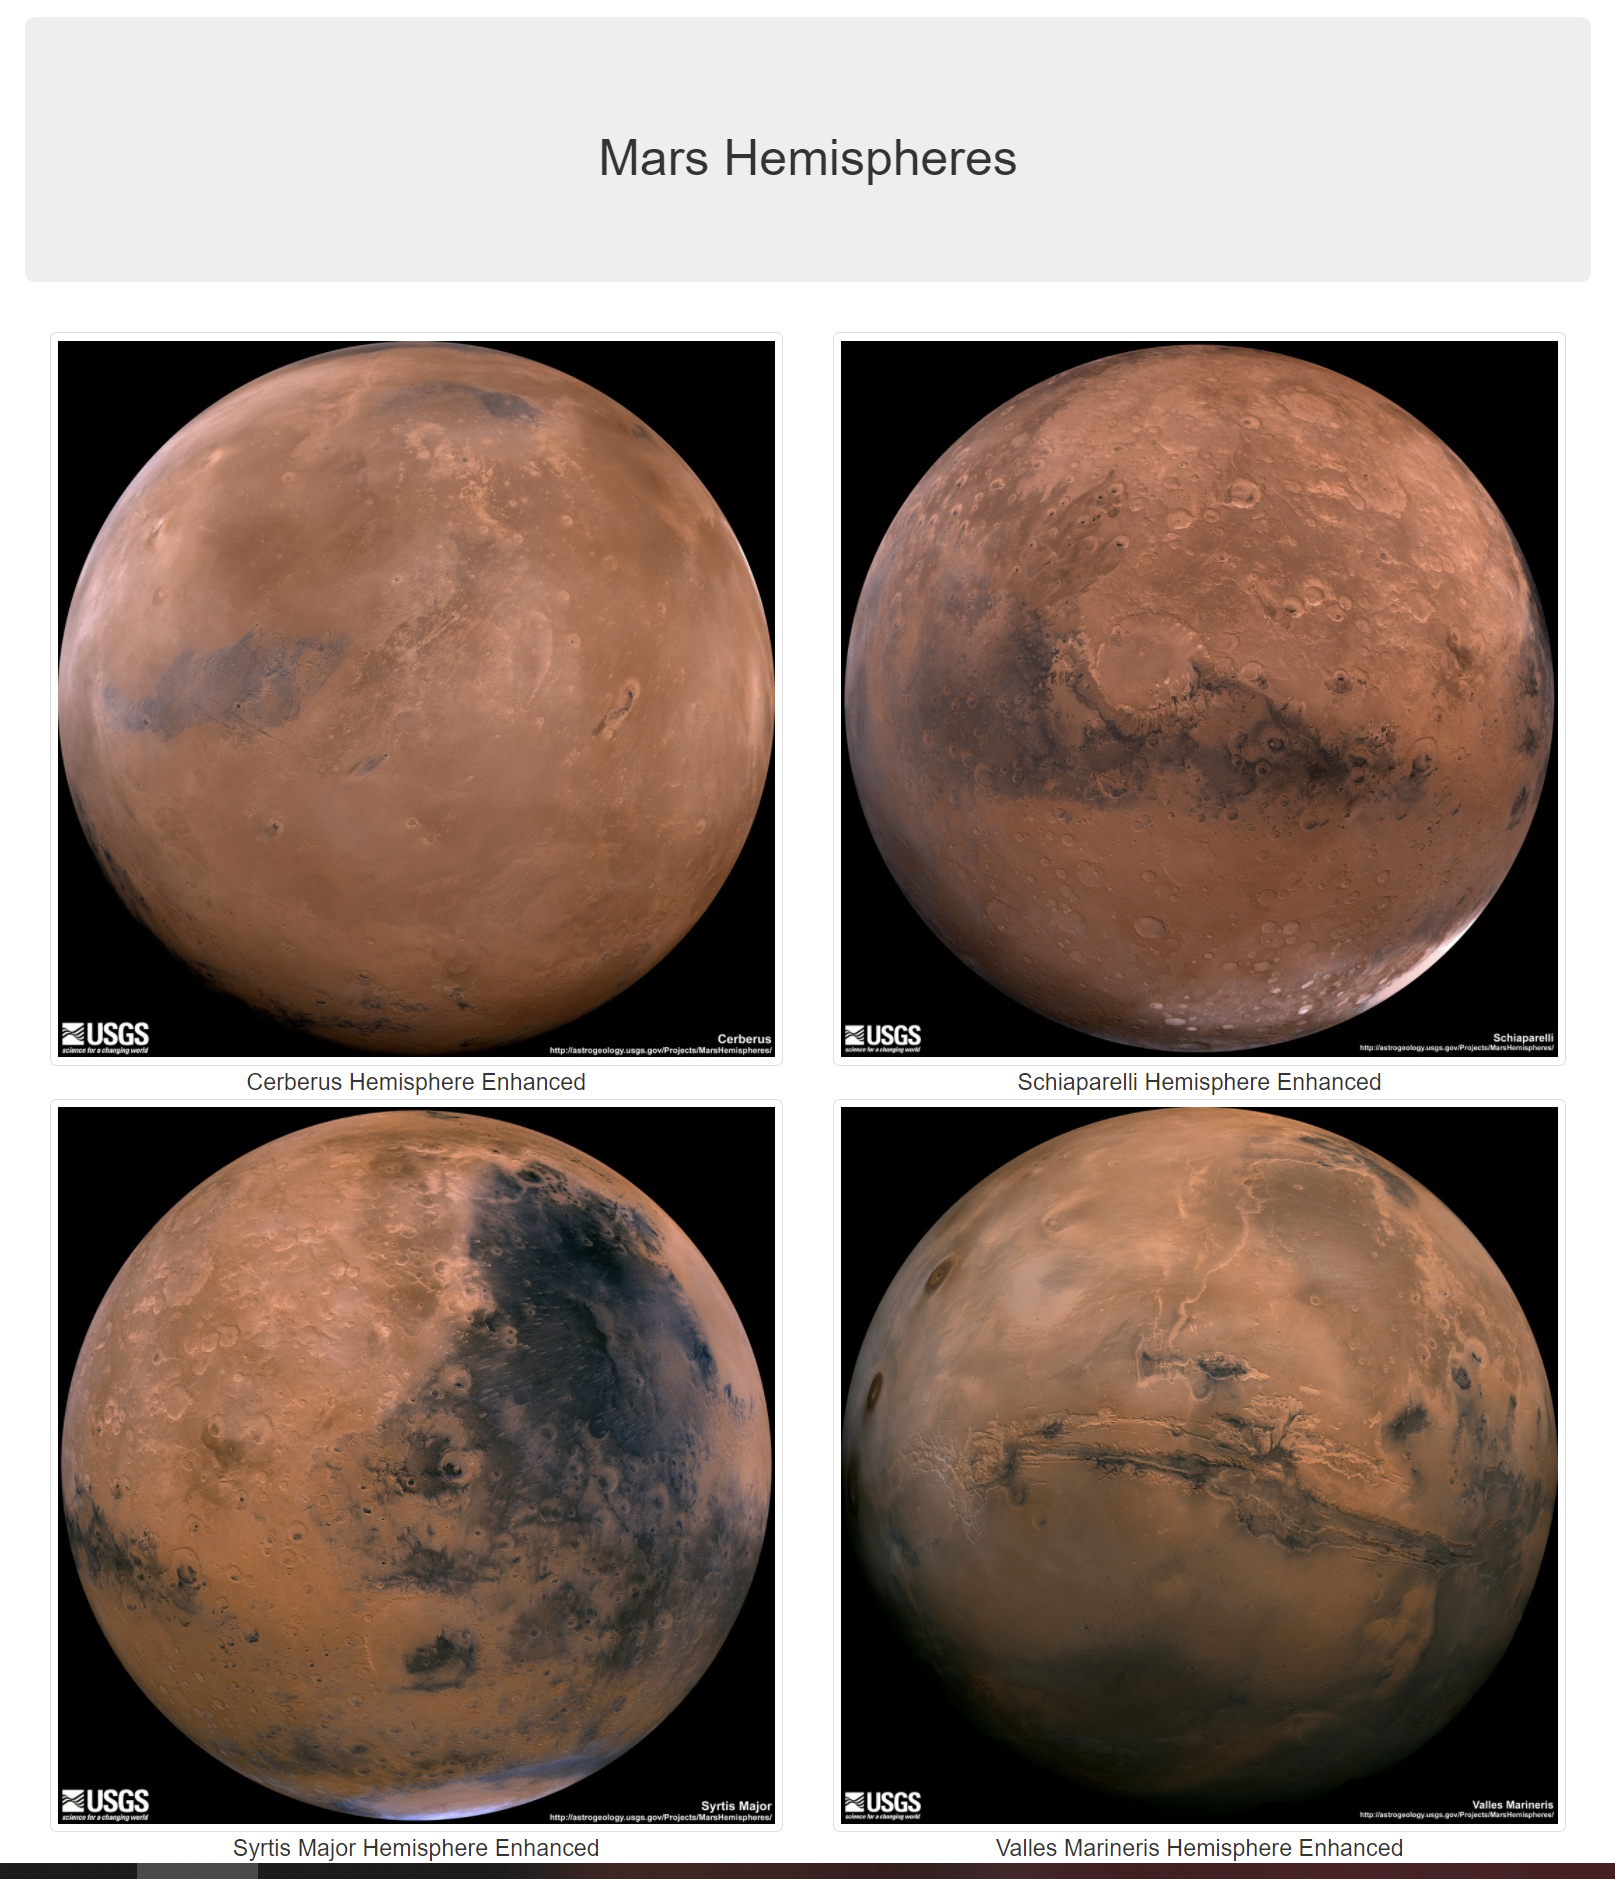 Mars Hemispheres
USGS
science for a changing world
Cerberus
http://astrogeology.usgs.gov/Projects/MarsHemispheres/
Cerberus Hemisphere Enhanced
USGS
science for a changing world
Schiaparelli
http://astrogeology.usgs.gov/Projects/MarsHemispheres/
Schiaparelli Hemisphere Enhanced
USGS
science for a changing world
Syrtis Major
http://astrogeology.usgs.gov/Projects/MarsHemispheres/
Syrtis Major Hemisphere Enhanced
USGS
science for a changing world
Valles Marineris
http://astrogeology.usgs.gov/Projects/MarsHemispheres/
Valles Marineris Hemisphere Enhanced